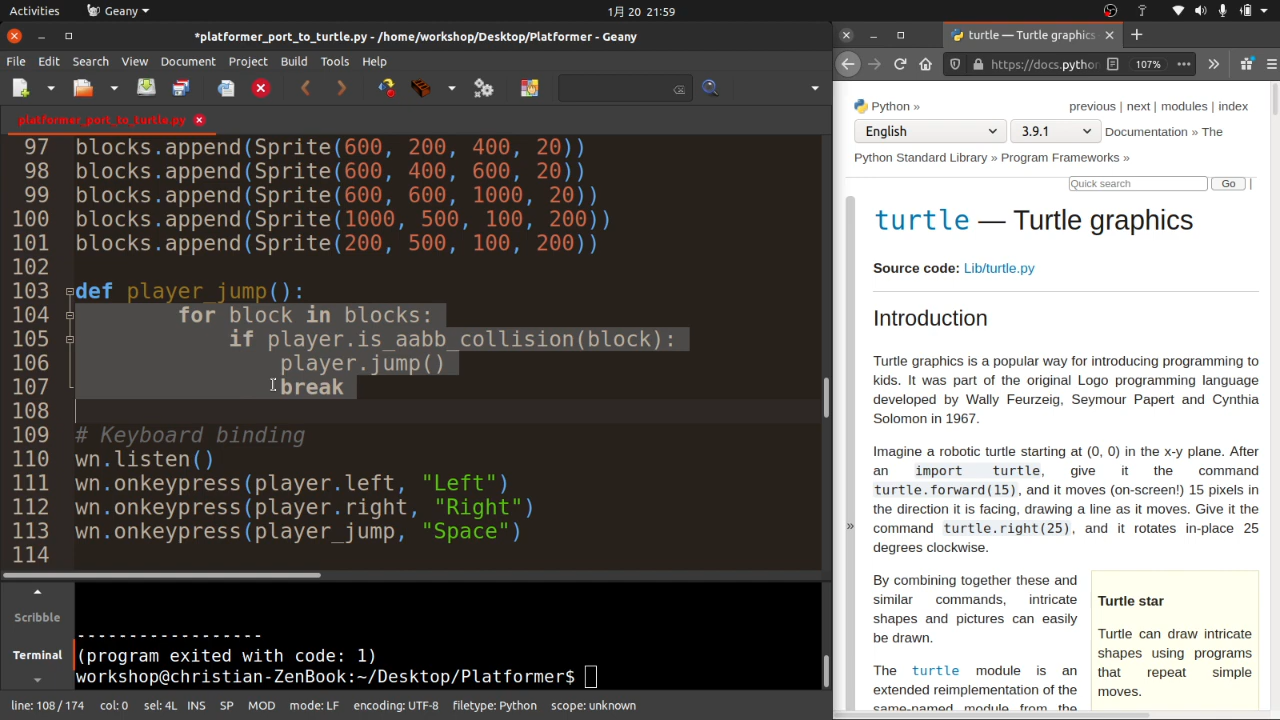 Activities
Geany
1月 20 21:59
*platformer_port_to_turtle.py - /home/workshop/Desktop/Platformer - Geany
File Edit Search View Document Project Build Tools Help
platformer_port_to_turtle.py
97 blocks.append(Sprite(600, 200, 400, 20))
98 blocks.append(Sprite(600, 400, 600, 20))
99 blocks.append(Sprite(600, 600, 1000, 20))
100 blocks.append(Sprite(1000, 500, 100, 200))
101 blocks.append(Sprite(200, 500, 100, 200))
102
103 def player_jump():
104 for block in blocks:
105 if player.is_aabb_collision(block):
106 player.jump()
107 break
108
109 # Keyboard binding
110 wn.listen()
111 wn.onkeypress(player.left, "Left")
112 wn.onkeypress(player.right, "Right")
113 wn.onkeypress(player_jump, "Space")
114
Scribble
Terminal
------------------
(program exited with code: 1)
workshop@christian-ZenBook:~/Desktop/Platformer$
line: 108 / 174 col: 0 sel: 4L INS SP MOD mode: LF encoding: UTF-8 filetype: Python scope: unknown
turtle — Turtle graphics
https://docs.python
107%
Python »
previous | next | modules | index
English
3.9.1
Documentation » The
Python Standard Library » Program Frameworks »
Quick search
Go
|
turtle — Turtle graphics
Source code: Lib/turtle.py
Introduction
Turtle graphics is a popular way for introducing programming to
kids. It was part of the original Logo programming language
developed by Wally Feurzeig, Seymour Papert and Cynthia
Solomon in 1967.
Imagine a robotic turtle starting at (0, 0) in the x-y plane. After
an import turtle, give it the command
turtle.forward(15), and it moves (on-screen!) 15 pixels in
the direction it is facing, drawing a line as it moves. Give it the
command turtle.right(25), and it rotates in-place 25
degrees clockwise.
By combining together these and
similar commands, intricate
shapes and pictures can easily
be drawn.
The turtle module is an
extended reimplementation of the
same-named module from the
Turtle star
Turtle can draw intricate
shapes using programs
that repeat simple
moves.